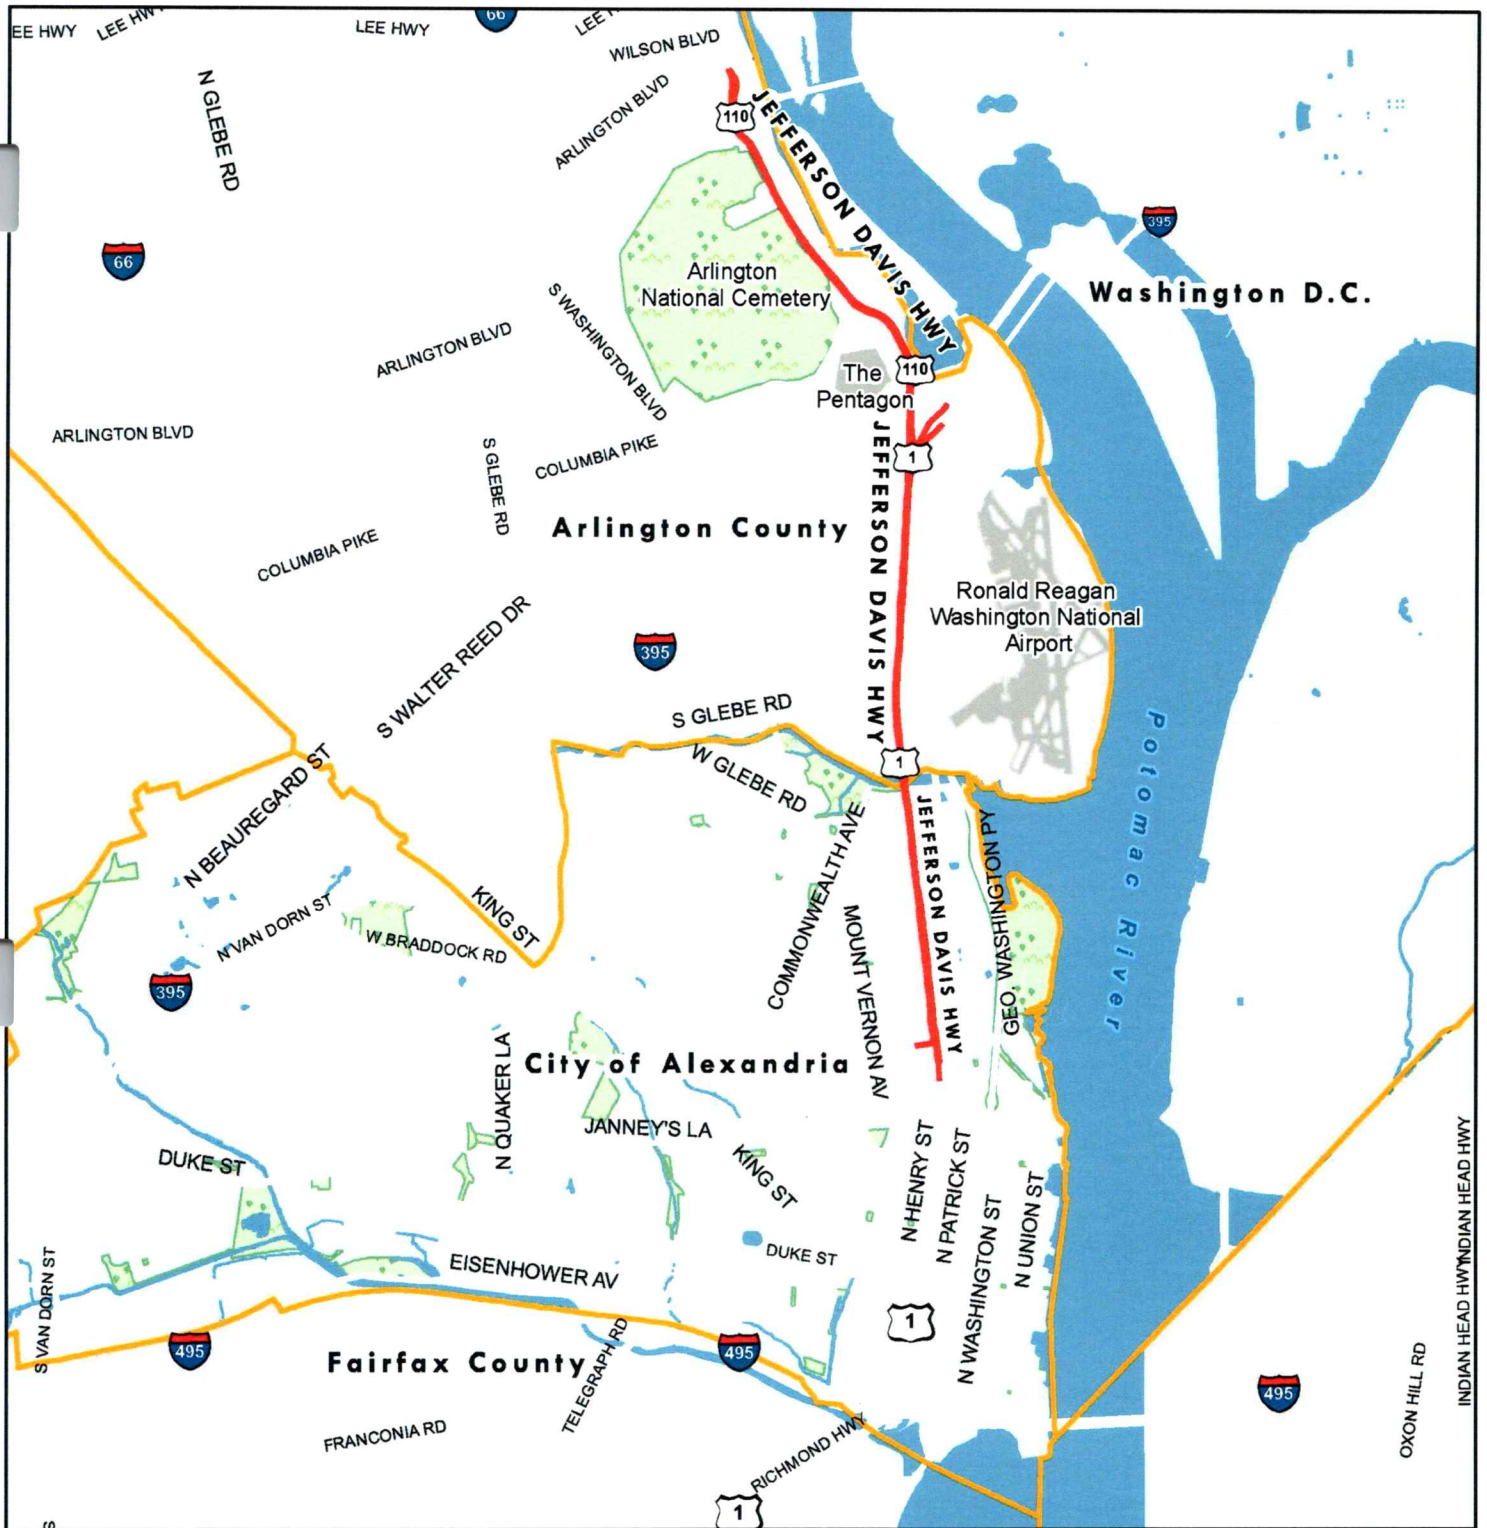 EE HWY
LEE HWY
LEE HWY
66
LEE H
WILSON BLVD
N GLEBE RD
ARLINGTON BLVD
110
JEFFERSON DAVIS HWY
66
395
Arlington
National Cemetery
Washington D.C.
S WASHINGTON BLVD
ARLINGTON BLVD
The
Pentagon
110
ARLINGTON BLVD
S GLEBE RD
COLUMBIA PIKE
1
JEFFERSON DAVIS HWY
COLUMBIA PIKE
Arlington County
Ronald Reagan
Washington National
Airport
S WALTER REED DR
395
S GLEBE RD
W GLEBE RD
1
Potomac River
N BEAUREGARD ST
JEFFERSON DAVIS HWY
GEO. WASHINGTON PY
COMMONWEALTH AVE
MOUNT VERNON AV
KING ST
N VAN DORN ST
W BRADDOCK RD
395
City of Alexandria
N QUAKER LA
JANNEY'S LA
DUKE ST
KING ST
N HENRY ST
N PATRICK ST
N WASHINGTON ST
N UNION ST
DUKE ST
INDIAN HEAD HWY
INDIAN HEAD HWY
S VAN DORN ST
EISENHOWER AV
1
495
Fairfax County
TELEGRAPH RD
495
495
OXON HILL RD
FRANCONIA RD
RICHMOND HWY
1
S